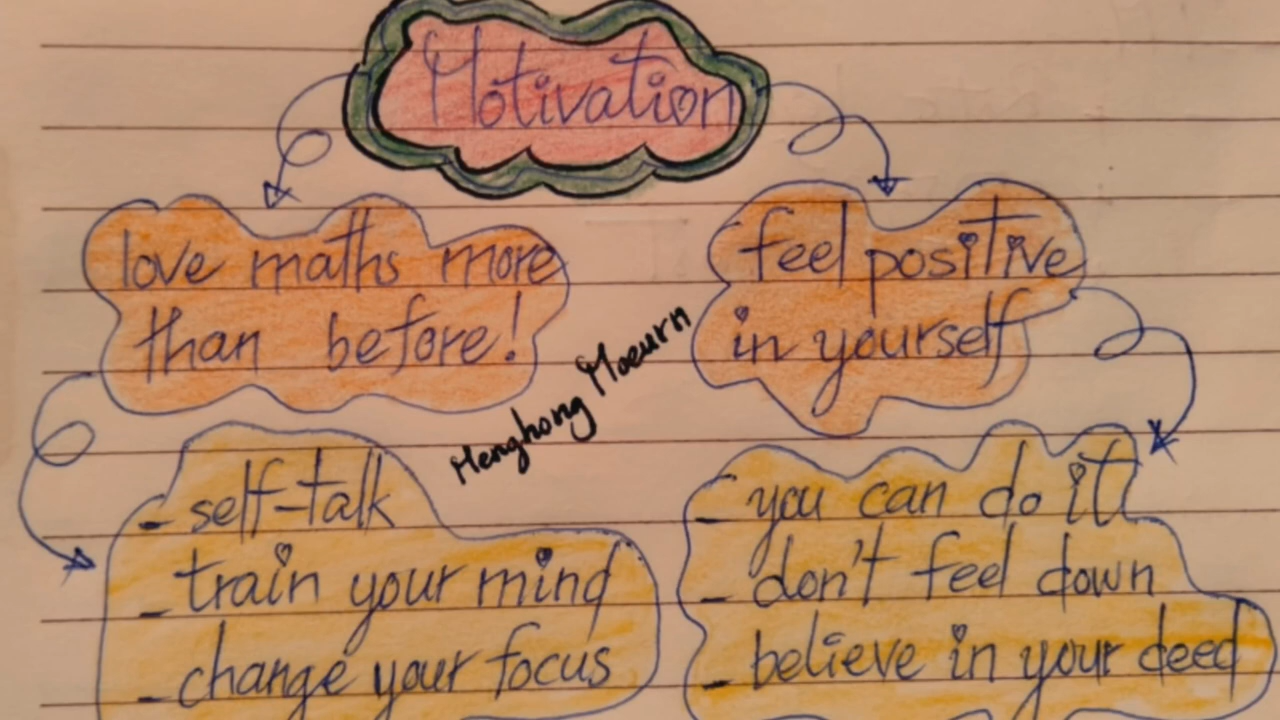 Motivation
love maths more
than before!
feel positive
in yourself
Menghong Moeurn
- self-talk
- train your mind
- change your focus
- you can do it
- don't feel down
- believe in your deed